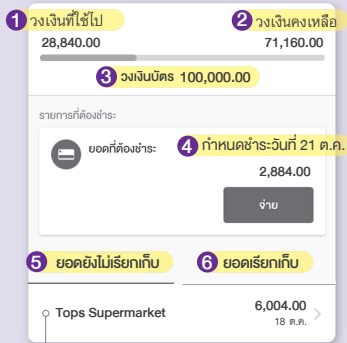 1 วงเงินที่ใช้ไป 2 วงเงินคงเหลือ
28,840.00 71,160.00
3 วงเงินบัตร 100,000.00
รายการที่ต้องชำระ
ยอดที่ต้องชำระ 4 กำหนดชำระวันที่ 21 ต.ค.
2,884.00
จ่าย
5 ยอดยังไม่เรียกเก็บ 6 ยอดเรียกเก็บ
Tops Supermarket 6,004.00
18 ต.ค.